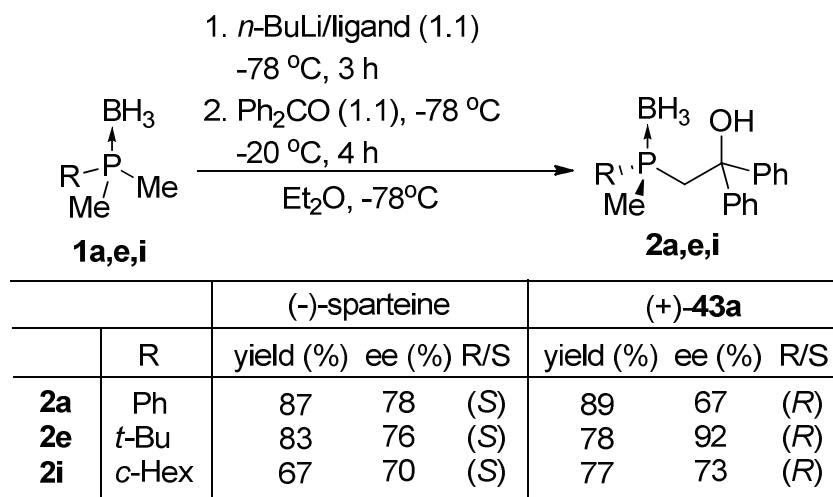 1. n-BuLi/ligand (1.1)
-78 °C, 3 h
2. Ph2CO (1.1), -78 °C
-20 °C, 4 h
Et2O, -78°C
BH3
R P Me
Me
1a,e,i
BH3 OH
R P Ph
Me Ph
2a,e,i
(-)-sparteine (+)-43a
R yield (%) ee (%) R/S yield (%) ee (%) R/S
2a Ph 87 78 (S) 89 67 (R)
2e t-Bu 83 76 (S) 78 92 (R)
2i c-Hex 67 70 (S) 77 73 (R)